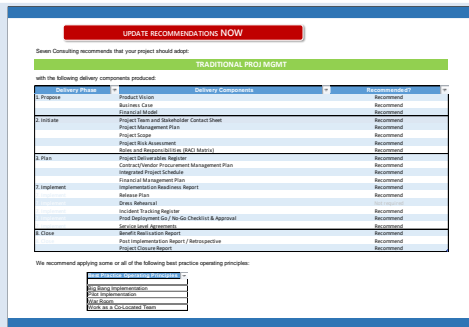 UPDATE RECOMMENDATIONS NOW
Seven Consulting recommends that your project should adopt:
TRADITIONAL PROJ MGMT
with the following delivery components produced:
Delivery Phase Delivery Components Recommended?
1. Propose Product Vision Recommend
Business Case Recommend
Financial Model Recommend
2. Initiate Project Team and Stakeholder Contact Sheet Recommend
Project Management Plan Recommend
Project Scope Recommend
Project Risk Assessment Recommend
Roles and Responsibilities (RACI Matrix) Recommend
3. Plan Project Deliverables Register Recommend
Contract/Vendor Procurement Management Plan Recommend
Integrated Project Schedule Recommend
Financial Management Plan Recommend
7. Implement Implementation Readiness Report Recommend
Release Plan Recommend
Dress Rehearsal
Incident Tracking Register Recommend
Prod Deployment Go / No-Go Checklist & Approval Recommend
Service Level Agreements Recommend
8. Close Benefit Realisation Report Recommend
Post Implementation Report / Retrospective Recommend
Project Closure Report Recommend
We recommend applying some or all of the following best practice operating principles:
Best Practice Operating Principles
Big Bang Implementation
Pilot Implementation
War Room
Work as a Co-Located Team